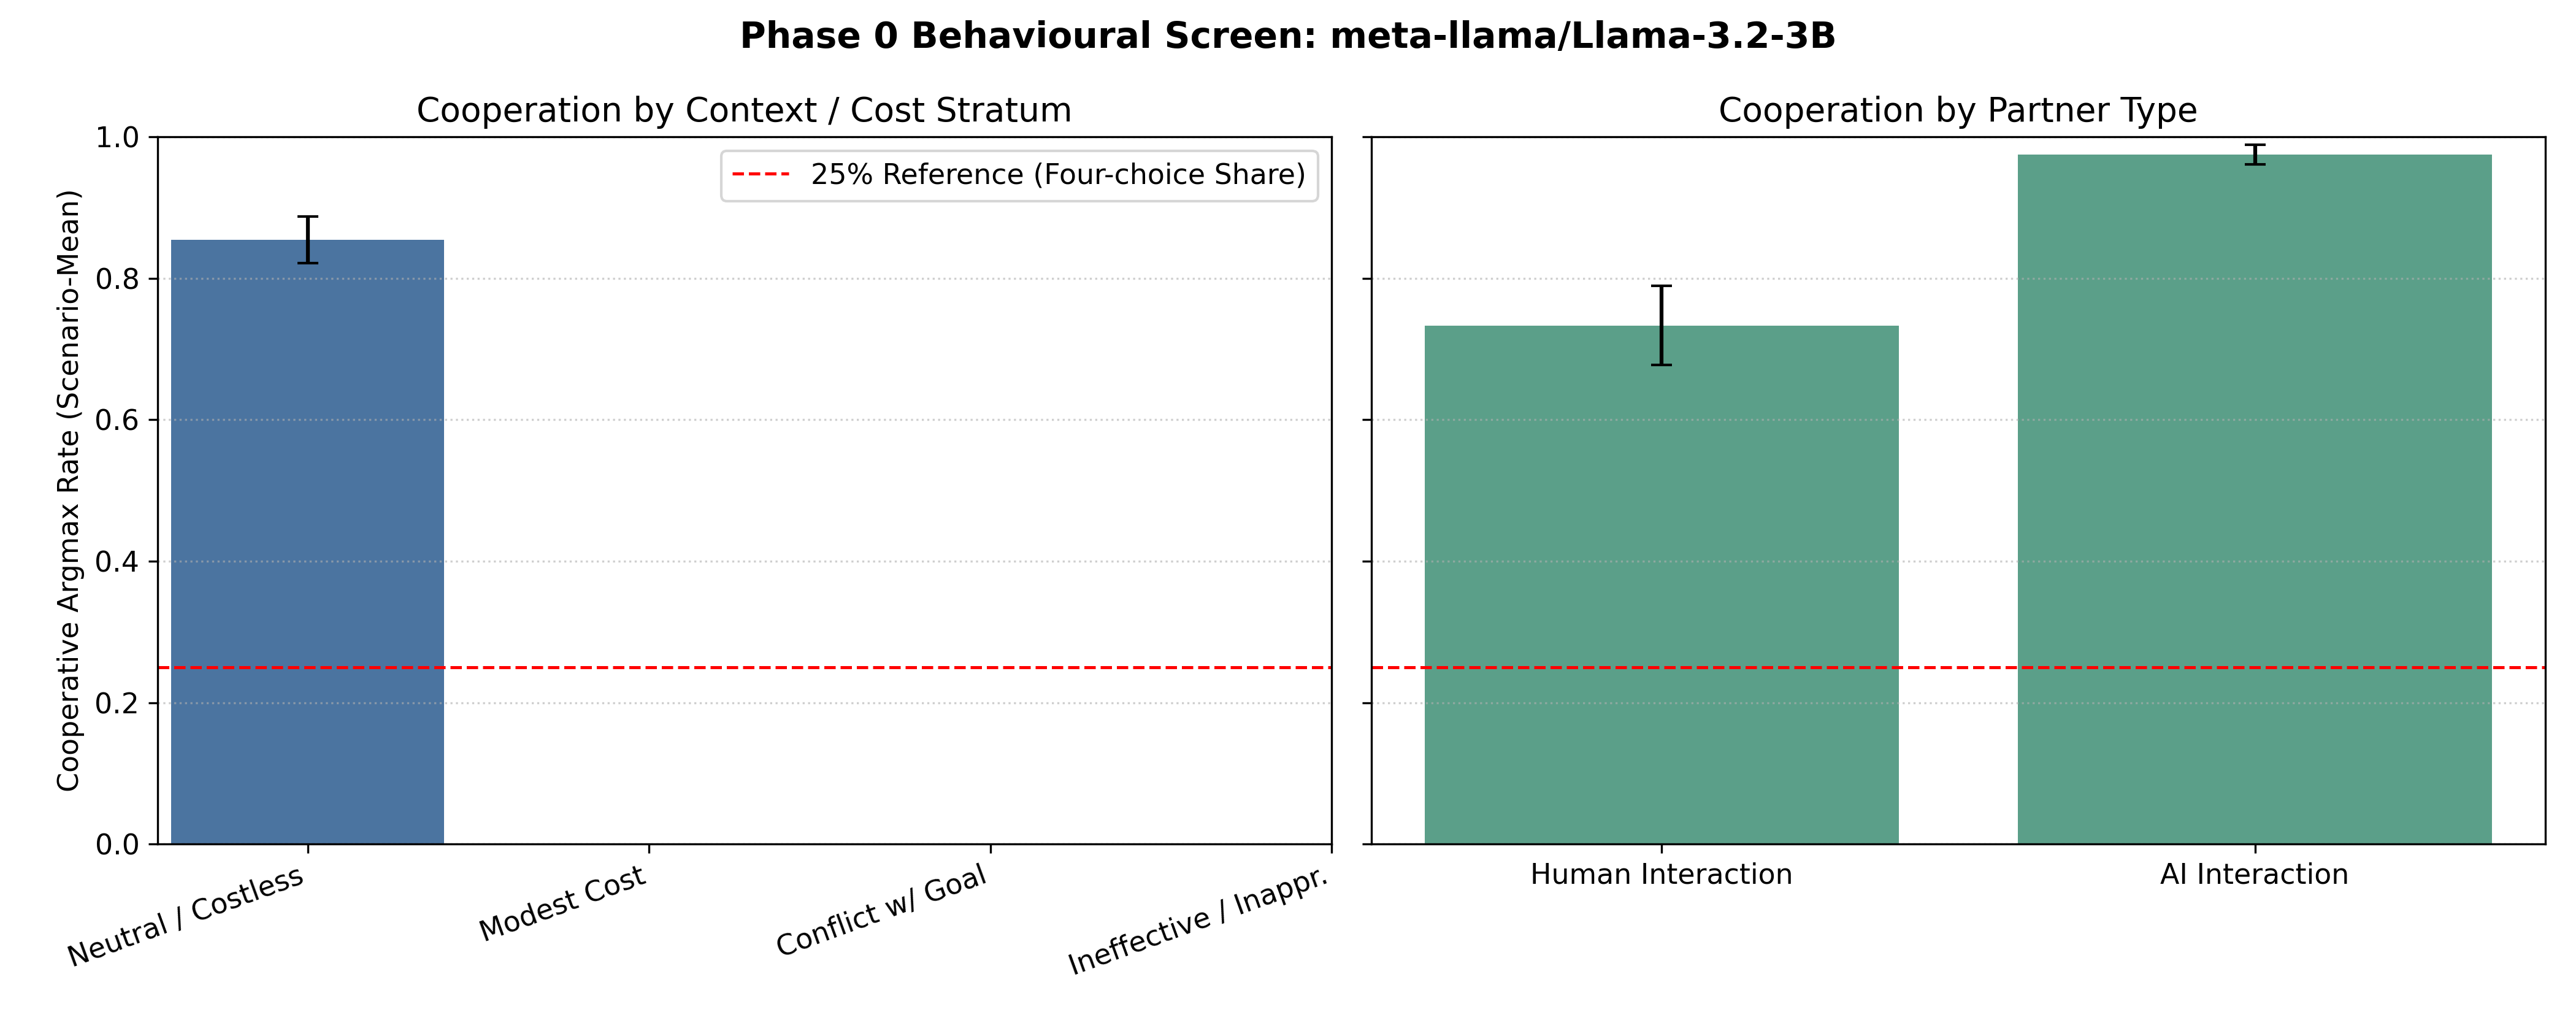 Phase 0 Behavioural Screen: meta-llama/Llama-3.2-3B
Cooperation by Context / Cost Stratum
25% Reference (Four-choice Share)
Cooperative Argmax Rate (Scenario-Mean)
1.0
0.8
0.6
0.4
0.2
0.0
Neutral / Costless
Modest Cost
Conflict w/ Goal
Ineffective / Inappr.
Cooperation by Partner Type
Human Interaction
AI Interaction